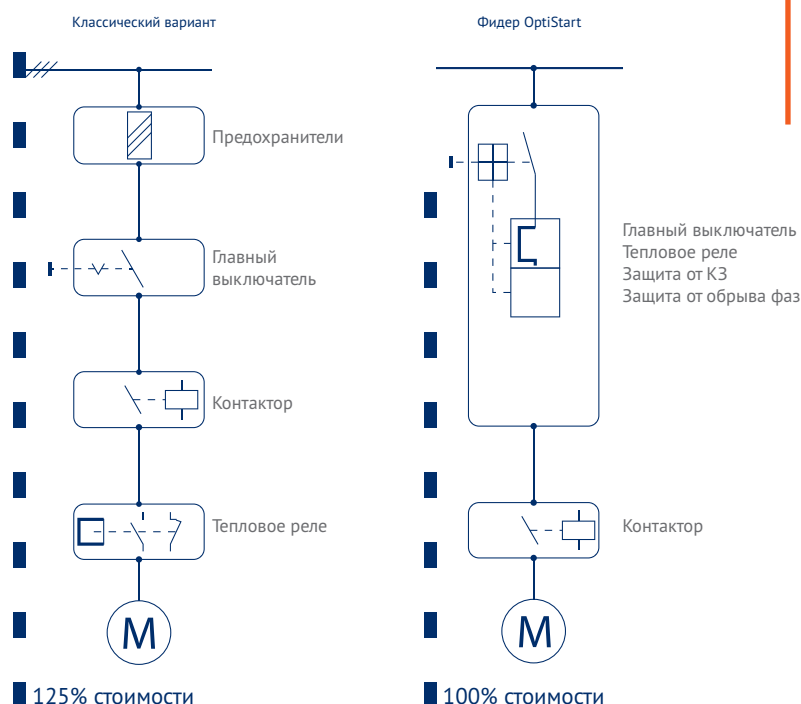 Классический вариант
Предохранители
Главный
выключатель
Контактор
Тепловое реле
M
125% стоимости
Фидер OptiStart
Главный выключатель
Тепловое реле
Защита от КЗ
Защита от обрыва фаз
Контактор
M
100% стоимости